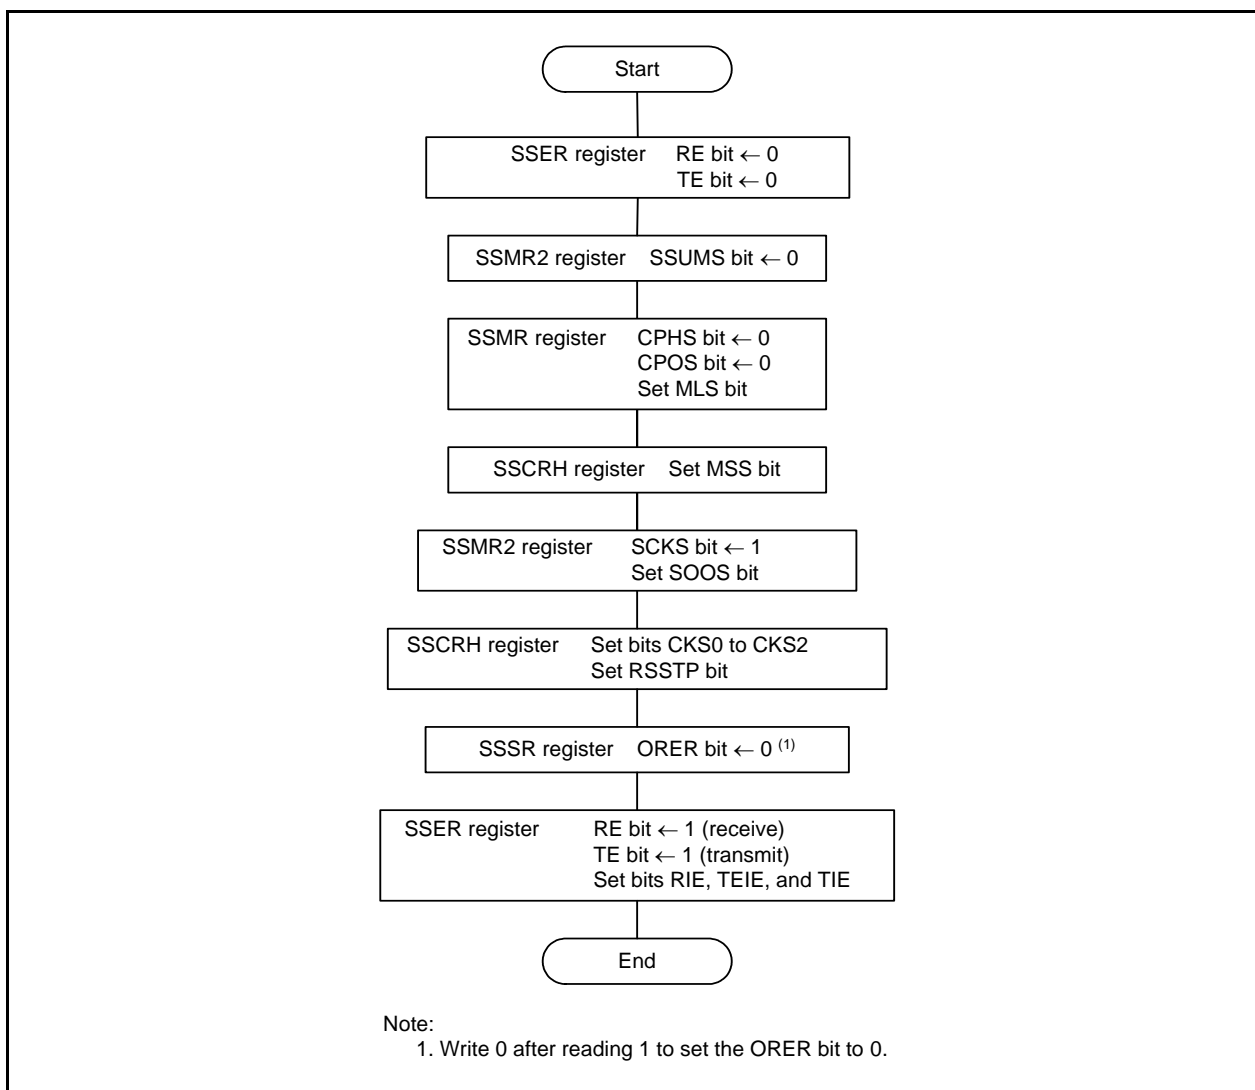 Start
SSER register RE bit ← 0
TE bit ← 0
SSMR2 register SSUMS bit ← 0
SSMR register CPHS bit ← 0
CPOS bit ← 0
Set MLS bit
SSCRH register Set MSS bit
SSMR2 register SCKS bit ← 1
Set SOOS bit
SSCRH register Set bits CKS0 to CKS2
Set RSSTP bit
SSSR register ORER bit ← 0 (1)
SSER register RE bit ← 1 (receive)
TE bit ← 1 (transmit)
Set bits RIE, TEIE, and TIE
End
Note:
1. Write 0 after reading 1 to set the ORER bit to 0.